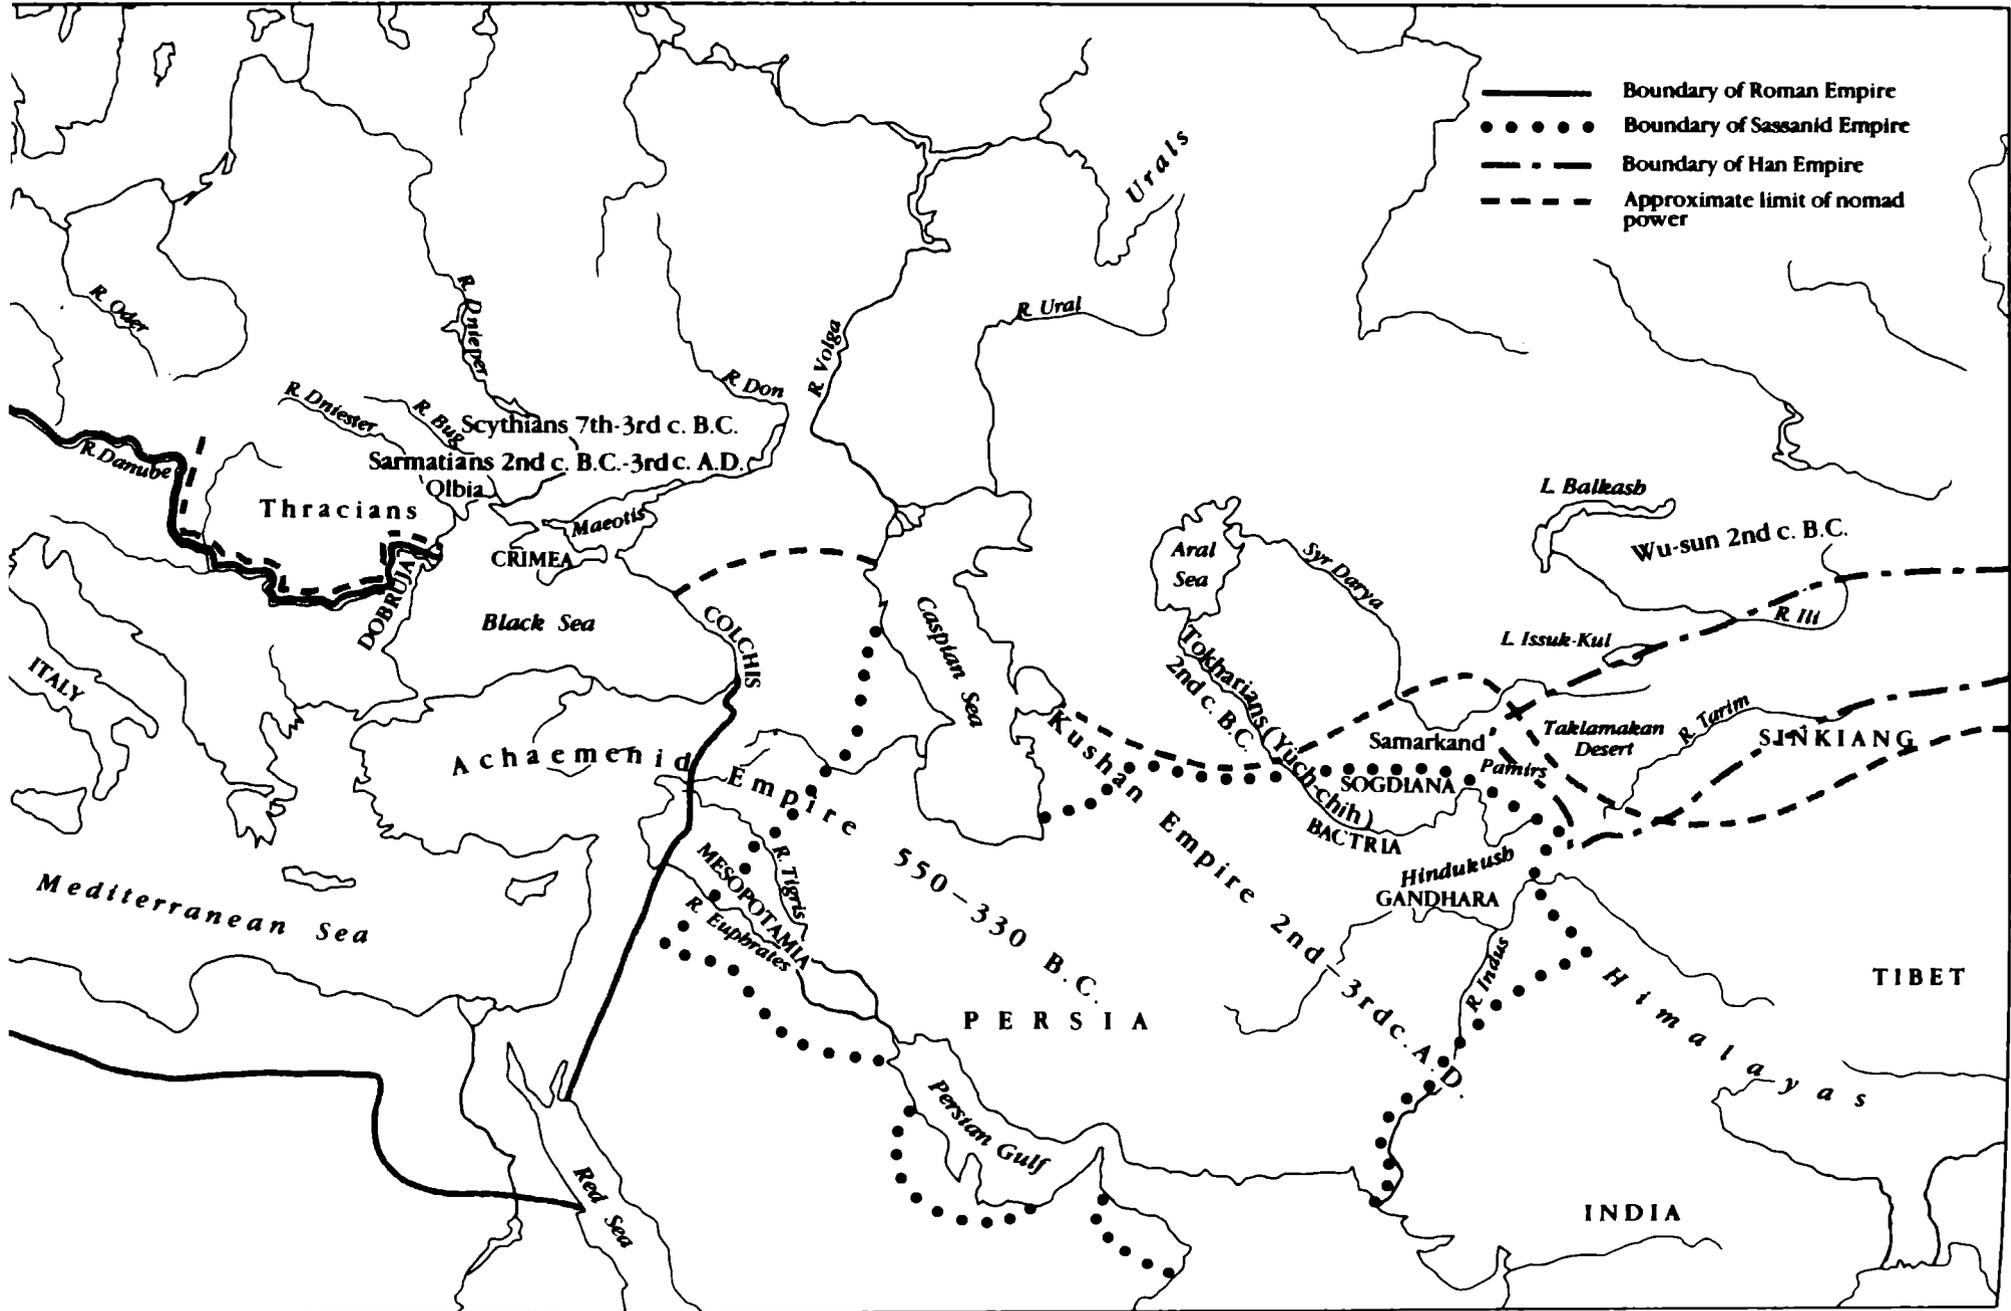 Boundary of Roman Empire
Boundary of Sassanid Empire
Boundary of Han Empire
Approximate limit of nomad
power
Urals
R. Oder
R. Dnieper
R. Ural
R. Volga
R. Don
R. Dniester
R. Bug
Scythians 7th-3rd c. B.C.
Sarmatians 2nd c. B.C.-3rd c. A.D.
R. Danube
Olbia
Thracians
Maeotis
CRIMEA
L. Balkash
Wu-sun 2nd c. B.C.
Aral
Sea
Syr Darya
DOBRUJA
Black Sea
COLCHIS
Caspian Sea
R. Ili
L. Issuk-Kul
ITALY
Tokharians (Yüch-chih)
2nd c. B.C.
Taklamakan
Desert
R. Tarim
SINKIANG
Samarkand
Pamirs
SOGDIANA
BACTRIA
Achaemenid Empire 550–330 B.C.
Kushan Empire 2nd–3rd c. A.D.
MESOPOTAMIA
R. Tigris
R. Euphrates
Hindukush
GANDHARA
Mediterranean Sea
R. Indus
Himalayas
TIBET
PERSIA
Persian Gulf
Red Sea
INDIA